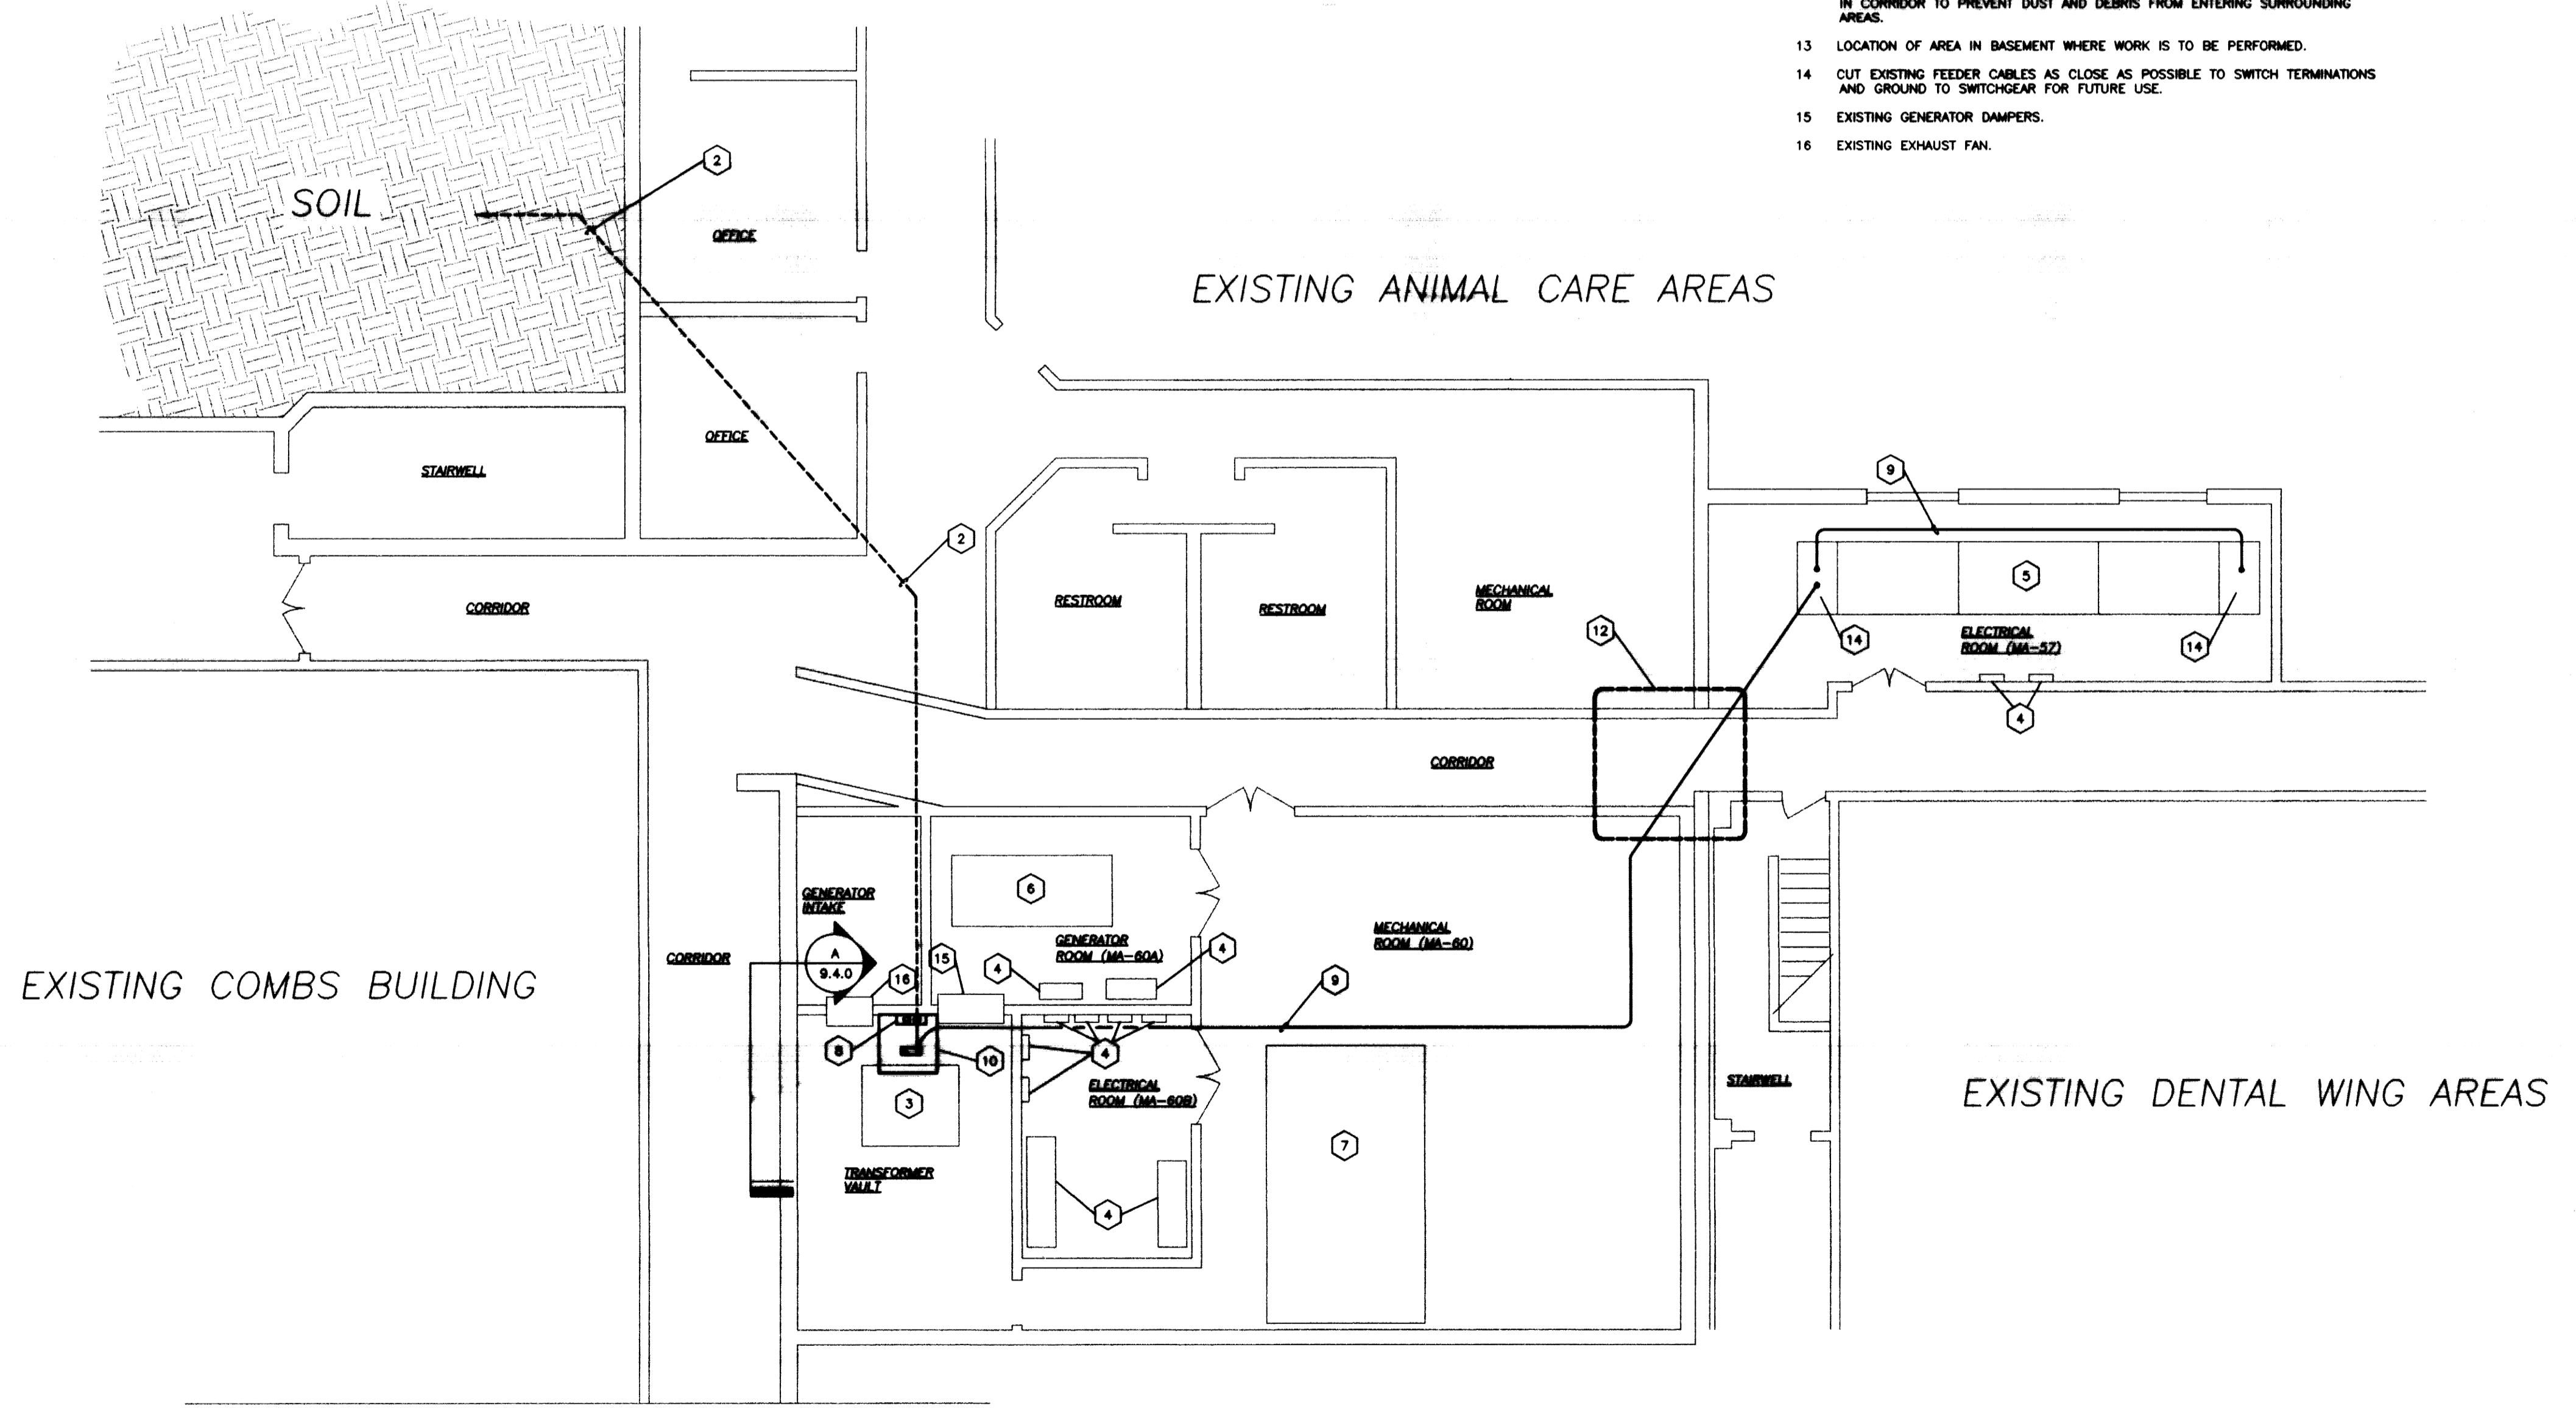 IN CORRIDOR TO PREVENT DUST AND DEBRIS FROM ENTERING SURROUNDING
AREAS.
13 LOCATION OF AREA IN BASEMENT WHERE WORK IS TO BE PERFORMED.
14 CUT EXISTING FEEDER CABLES AS CLOSE AS POSSIBLE TO SWITCH TERMINATIONS
AND GROUND TO SWITCHGEAR FOR FUTURE USE.
15 EXISTING GENERATOR DAMPERS.
16 EXISTING EXHAUST FAN.
2
SOIL
OFFICE
EXISTING ANIMAL CARE AREAS
OFFICE
STAIRWELL
9
2
5
MECHANICAL
ROOM
RESTROOM
RESTROOM
CORRIDOR
12
14
ELECTRICAL
ROOM (MA-57)
14
4
CORRIDOR
6
GENERATOR
INTAKE
GENERATOR
ROOM (MA-60A)
MECHANICAL
ROOM (MA-60)
A
9.4.0
CORRIDOR
16
15
4
4
9
EXISTING COMBS BUILDING
8
10
4
3
ELECTRICAL
ROOM (MA-60B)
STAIRWELL
EXISTING DENTAL WING AREAS
7
TRANSFORMER
VAULT
4